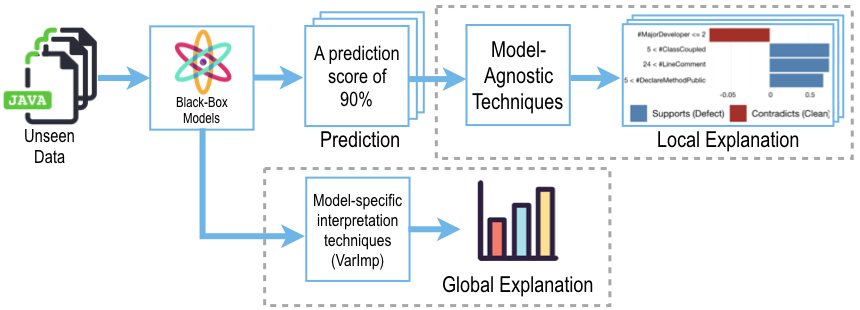 JAVA
Unseen
Data
Black-Box
Models
A prediction
score of
90%
Prediction
Model-
Agnostic
Techniques
#MajorDeveloper <= 2
5 < #ClassCoupled
24 < #LineComment
5 < #DeclareMethodPublic
-0.05 0 0.5
Supports (Defect) Contradicts (Clean)
Local Explanation
Model-specific
interpretation
techniques
(VarImp)
Global Explanation